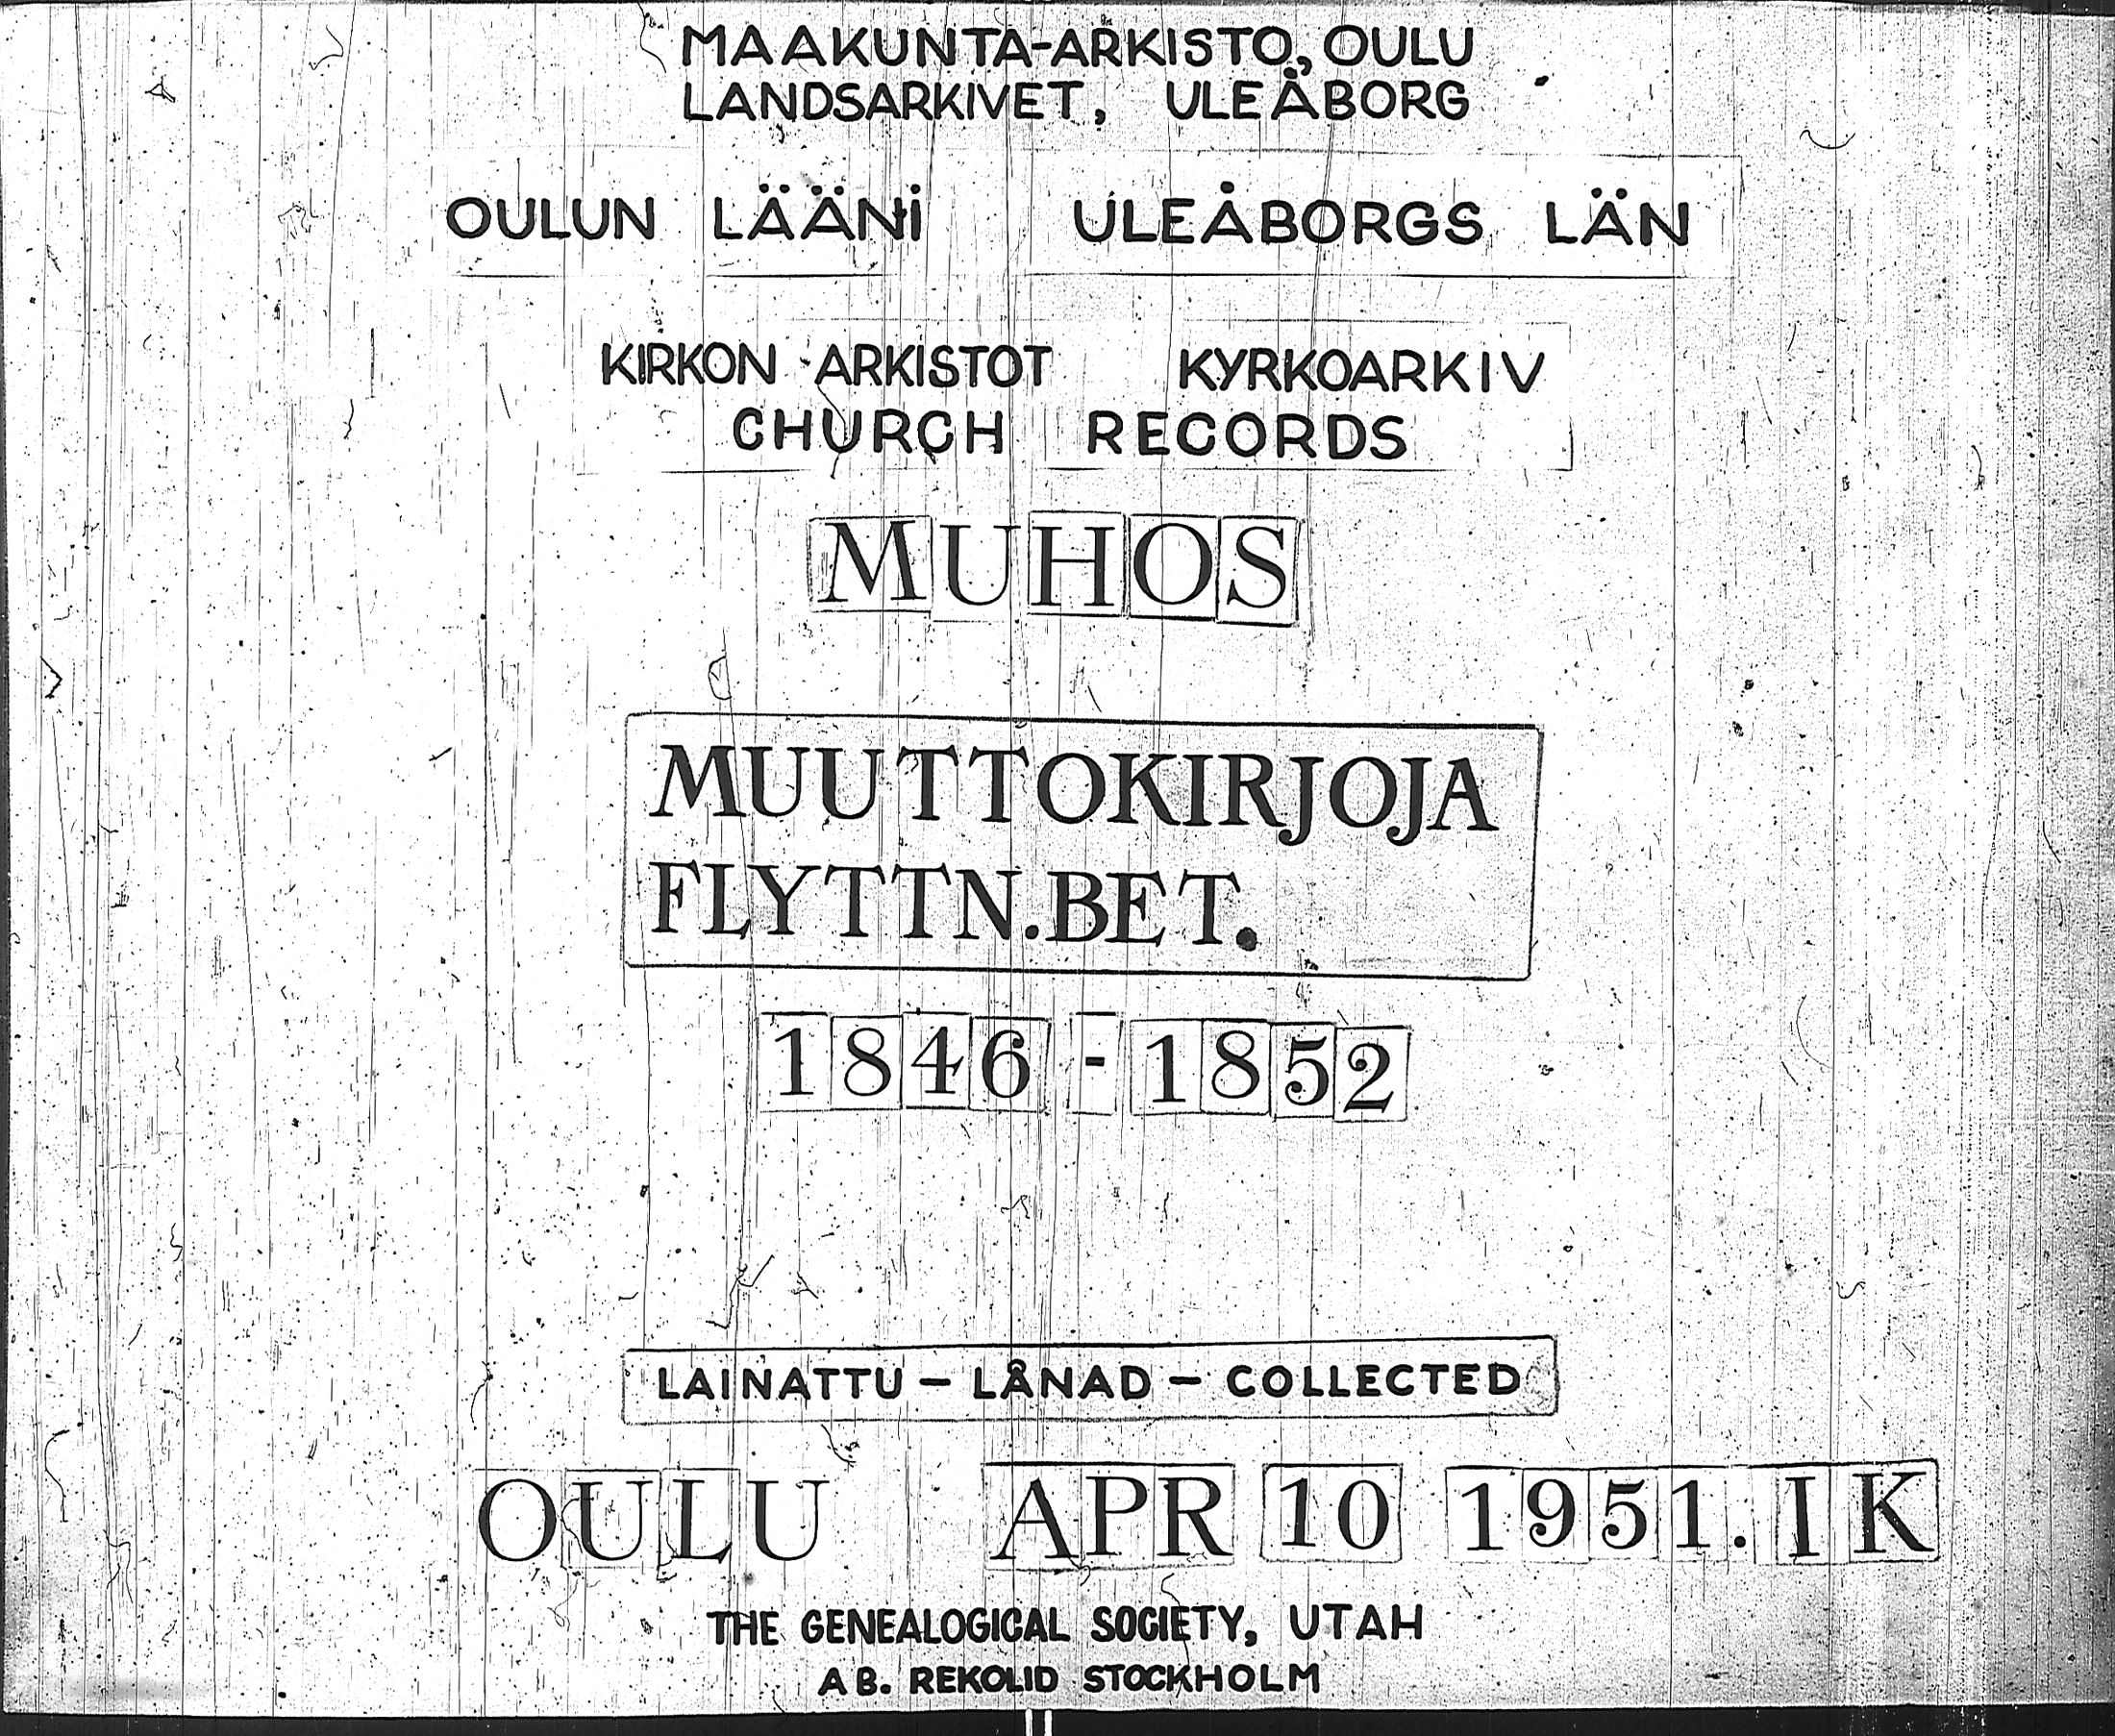 MAAKUNTA-ARKISTO, OULU
LANDSARKIVET, ULEÅBORG
OULUN LÄÄNI ULEÅBORGS LÄN
KIRKON ARKISTOT KYRKOARKIV
CHURCH RECORDS
MUHOS
MUUTTOKIRJOJA
FLYTTN.BET.
1846-1852
LAINATTU - LÅNAD - COLLECTED
OULU APR 10 1951. IK
THE GENEALOGICAL SOCIETY, UTAH
AB. REKOLID STOCKHOLM